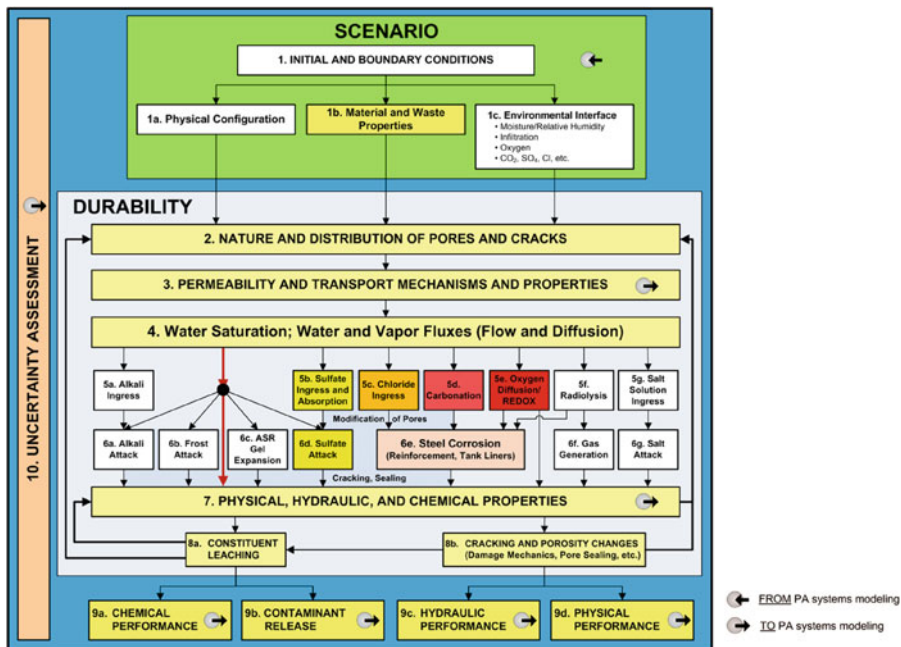 SCENARIO
1. INITIAL AND BOUNDARY CONDITIONS
1a. Physical Configuration
1b. Material and Waste
Properties
1c. Environmental Interface
• Moisture/Relative Humidity
• Infiltration
• Oxygen
• CO2, SO4, Cl, etc.
10. UNCERTAINTY ASSESSMENT
DURABILITY
2. NATURE AND DISTRIBUTION OF PORES AND CRACKS
3. PERMEABILITY AND TRANSPORT MECHANISMS AND PROPERTIES
4. Water Saturation; Water and Vapor Fluxes (Flow and Diffusion)
5a. Alkali
Ingress
5b. Sulfate
Ingress and
Absorption
5c. Chloride
Ingress
5d.
Carbonation
5e. Oxygen
Diffusion/
REDOX
5f.
Radiolysis
5g. Salt
Solution
Ingress
Modification of Pores
6a. Alkali
Attack
6b. Frost
Attack
6c. ASR
Gel
Expansion
6d. Sulfate
Attack
6e. Steel Corrosion
(Reinforcement, Tank Liners)
6f. Gas
Generation
6g. Salt
Attack
Cracking, Sealing
7. PHYSICAL, HYDRAULIC, AND CHEMICAL PROPERTIES
8a. CONSTITUENT
LEACHING
8b. CRACKING AND POROSITY CHANGES
(Damage Mechanics, Pore Sealing, etc.)
9a. CHEMICAL
PERFORMANCE
9b. CONTAMINANT
RELEASE
9c. HYDRAULIC
PERFORMANCE
9d. PHYSICAL
PERFORMANCE
FROM PA systems modeling
TO PA systems modeling